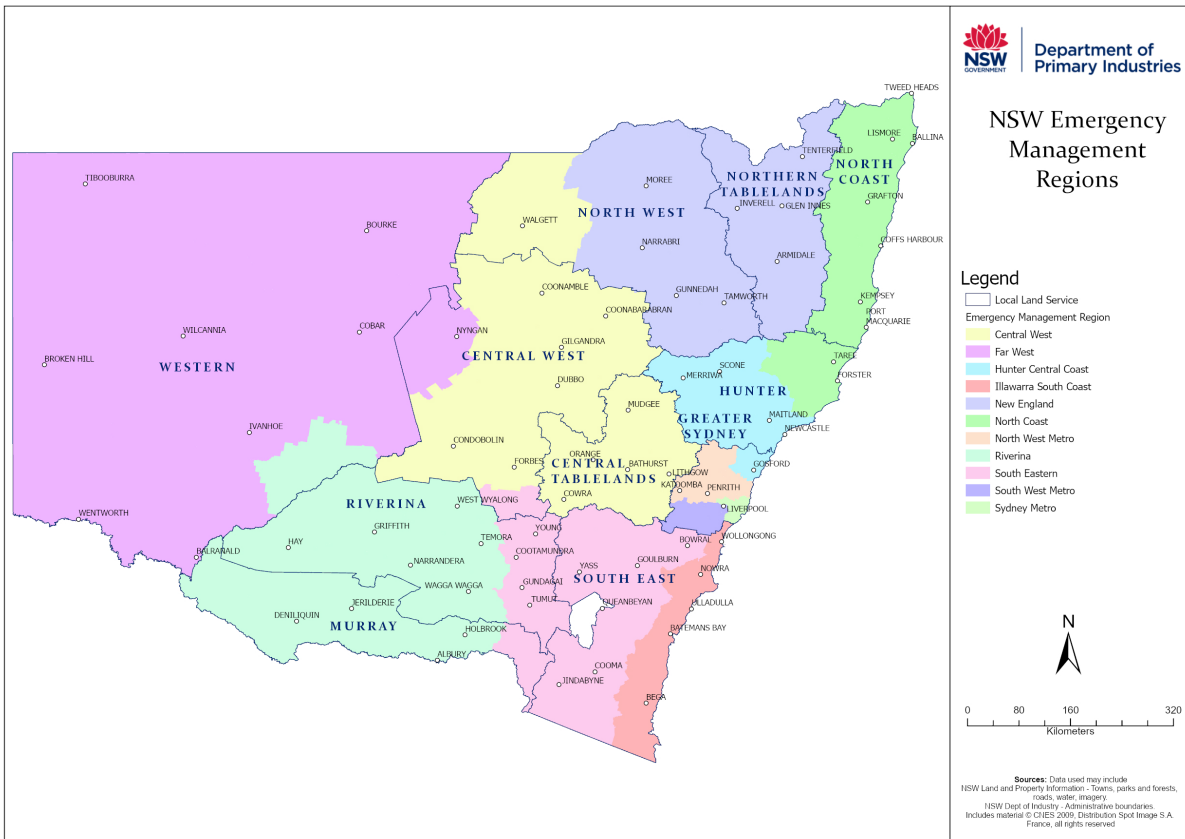 NSW
GOVERNMENT
Department of
Primary Industries
NSW Emergency
Management
Regions
TWEED HEADS
LISMORE
BALLINA
TENTERFIELD
NORTH
COAST
TIBOOBURRA
MOREE
NORTHERN
TABLELANDS
INVERELL
GLEN INNES
GRAFTON
NORTH WEST
WALGETT
BOURKE
NARRABRI
COFFS HARBOUR
ARMIDALE
COONAMBLE
GUNNEDAH
TAMWORTH
KEMPSEY
COONABABABRAN
PORT
MACQUARIE
WILCANNIA
COBAR
NYNGAN
GILGANDRA
CENTRAL WEST
BROKEN HILL
WESTERN
SCONE
TAREE
MERRIWA
FORSTER
DUBBO
HUNTER
MUDGEE
GREATER
SYDNEY
MAITLAND
IVANHOE
NEWCASTLE
CONDOBOLIN
ORANGE
FORBES
CENTRAL
TABLELANDS
BATHURST
LITHGOW
GOSFORD
KATOOMBA
PENRITH
COWRA
RIVERINA
WEST WYALONG
LIVERPOOL
WENTWORTH
GRIFFITH
YOUNG
WOLLONGONG
HAY
TEMORA
BOWRAL
BALRANALD
COOTAMUNDRA
GOULBURN
NARRANDERA
YASS
SOUTH EAST
NOWRA
WAGGA WAGGA
GUNDAGAI
JERILDERIE
TUMUT
QUEANBEYAN
ULLADULLA
DENILIQUIN
MURRAY
HOLBROOK
BATEMANS BAY
ALBURY
COOMA
JINDABYNE
BEGA
Legend
Local Land Service
Emergency Management Region
Central West
Far West
Hunter Central Coast
Illawarra South Coast
New England
North Coast
North West Metro
Riverina
South Eastern
South West Metro
Sydney Metro
N
0 80 160 320
Kilometers
Sources: Data used may include
NSW Land and Property Information - Towns, parks and forests,
roads, water, imagery.
NSW Dept of Industry - Administrative boundaries.
Includes material © CNES 2009, Distribution Spot Image S.A.
France, all rights reserved